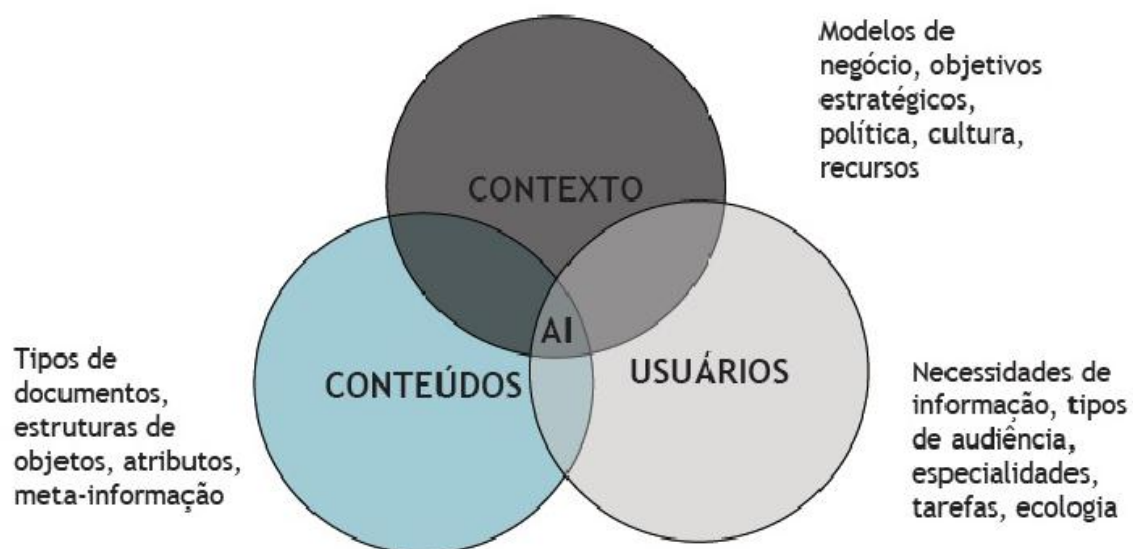 Modelos de
negócio, objetivos
estratégicos,
política, cultura,
recursos
CONTEXTO
AI
CONTEÚDOS
USUÁRIOS
Tipos de
documentos,
estruturas de
objetos, atributos,
meta-informação
Necessidades de
informação, tipos
de audiência,
especialidades,
tarefas, ecologia